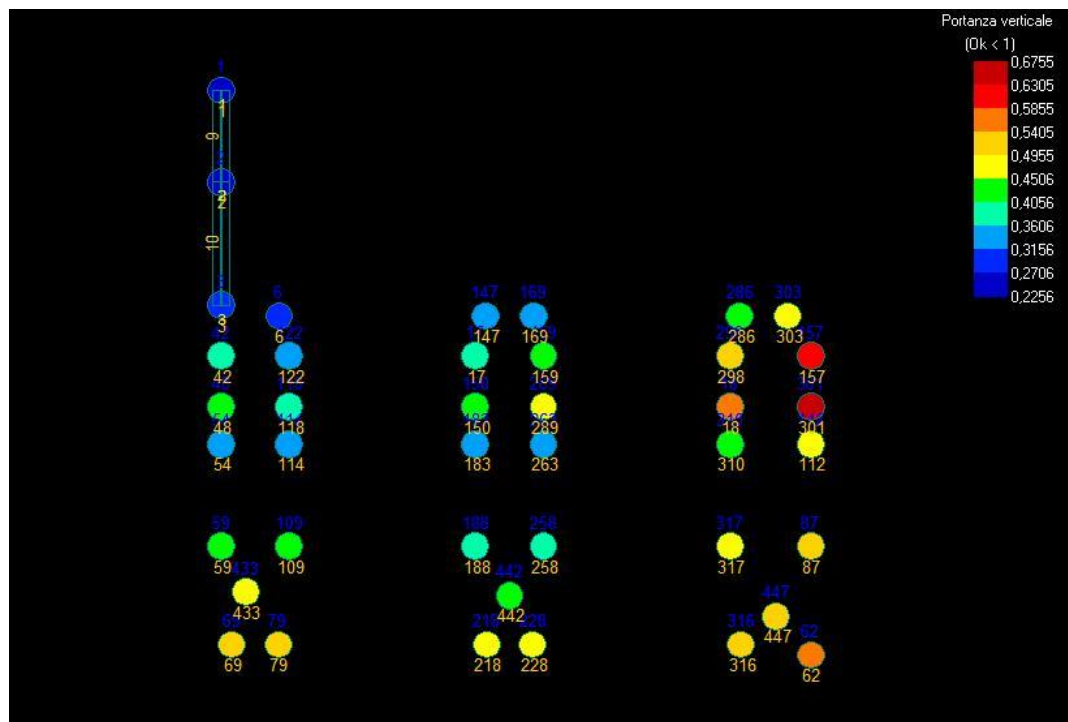 Portanza verticale
(Ok < 1)
0,6755
0,6305
0,5855
0,5405
0,4955
0,4506
0,4056
0,3606
0,3156
0,2706
0,2256
1
1
9
2
2
10
3
3
6 147 169 286 303
6 147 169 286 303
42 122 17 159 298 157
48 118 150 289 18 301
54 114 183 263 310 112
59 109 188 258 317 87
59 109 188 258 317 87
433 442 447
433 442 447
79 316 62
69 79 218 228 316 62